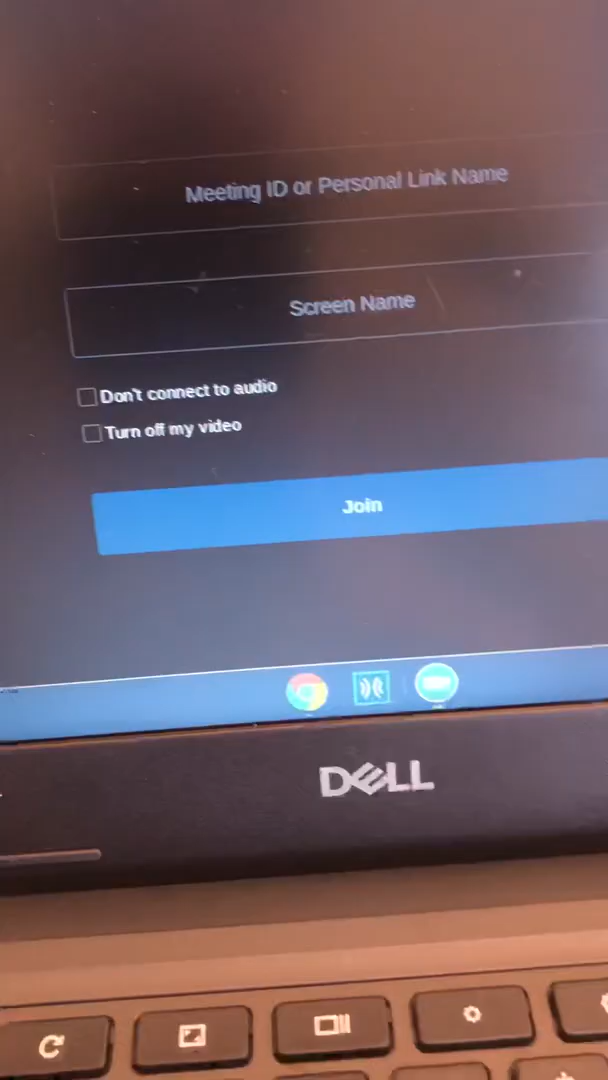 Meeting ID or Personal Link Name
Screen Name
Don't connect to audio
Turn off my video
Join
DELL